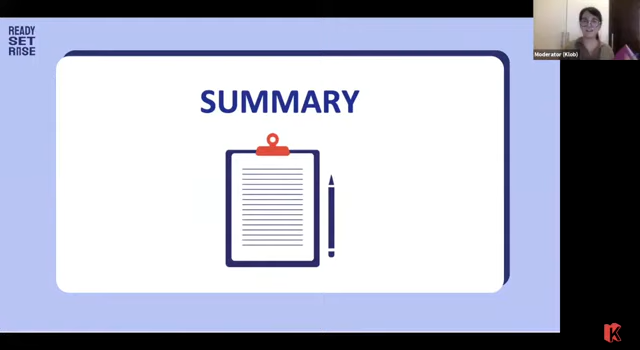 READY
SET
RISE
SUMMARY
Moderator (Klob)
K